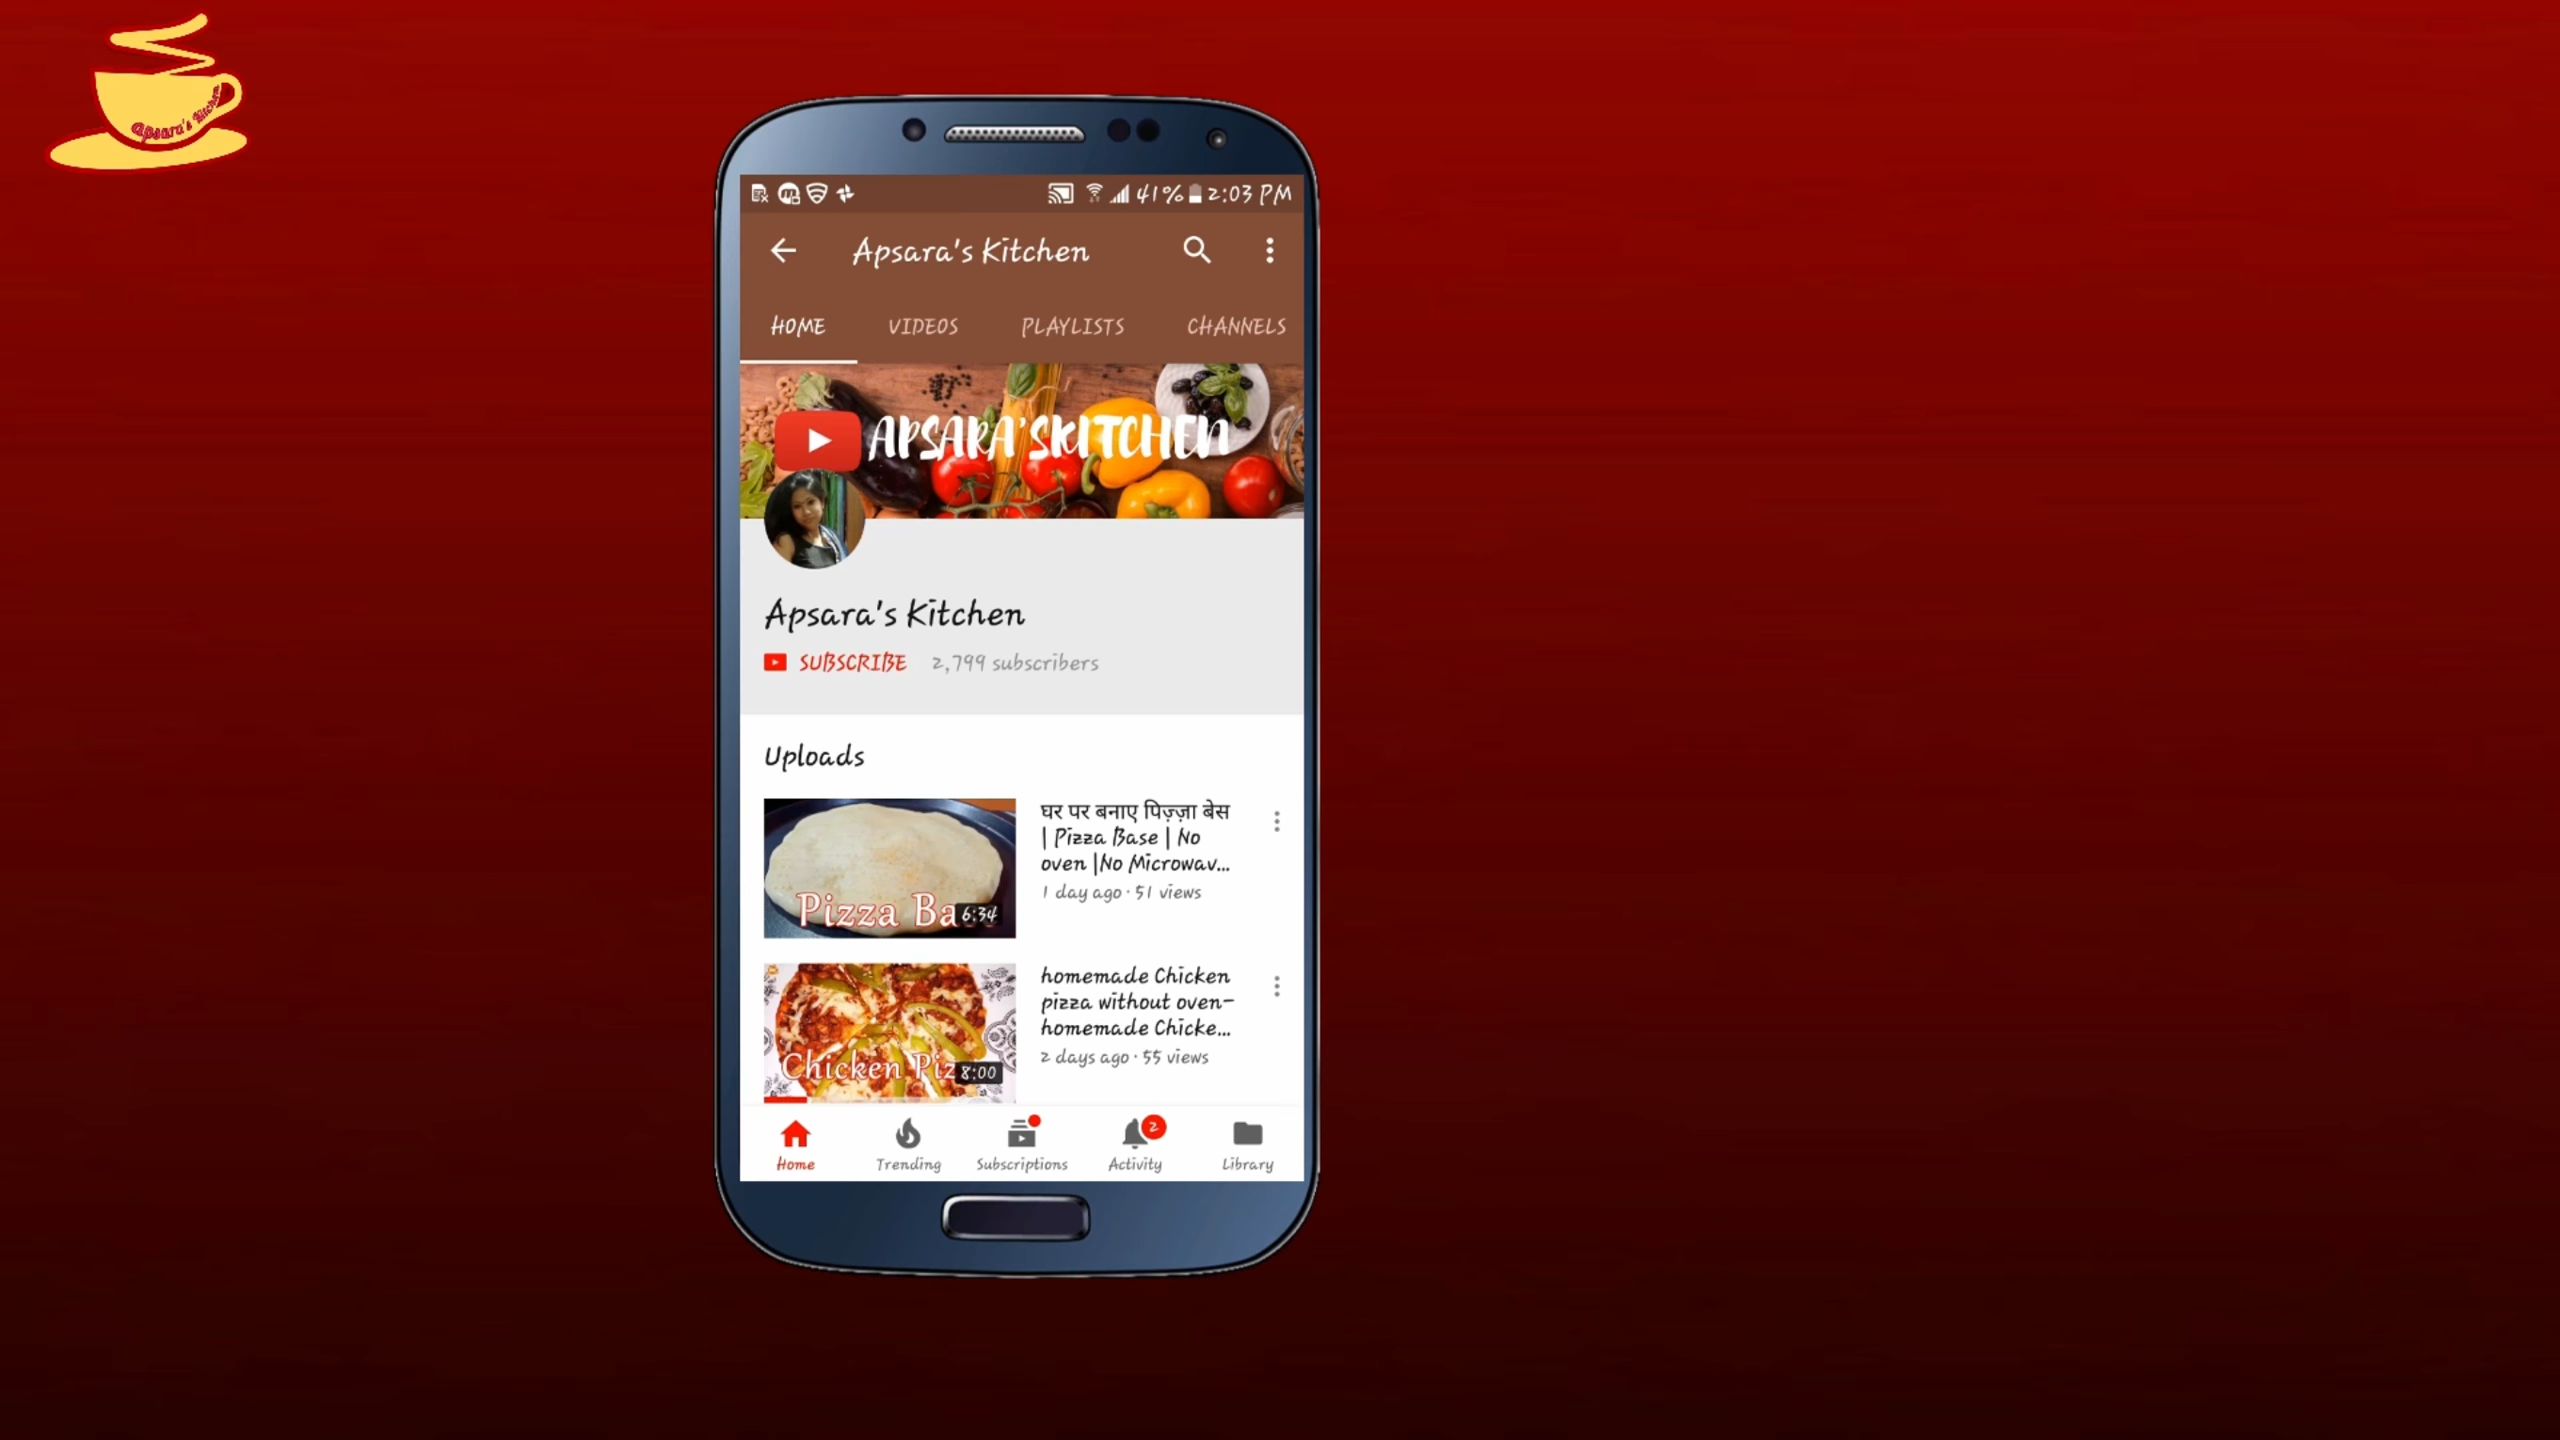 apsara's Kitchen
41% 2:03 PM
Apsara's Kitchen
HOME VIDEOS PLAYLISTS CHANNELS
APSARA'SKITCHEN
Apsara's Kitchen
SUBSCRIBE 2,799 subscribers
Uploads
घर पर बनाए पिज़्ज़ा बेस
| Pizza Base | No
oven |No Microwav...
1 day ago · 51 views
Pizza Ba
6:34
homemade Chicken
pizza without oven-
homemade Chicke...
2 days ago · 55 views
Chicken Piz
8:00
2
Home Trending Subscriptions Activity Library